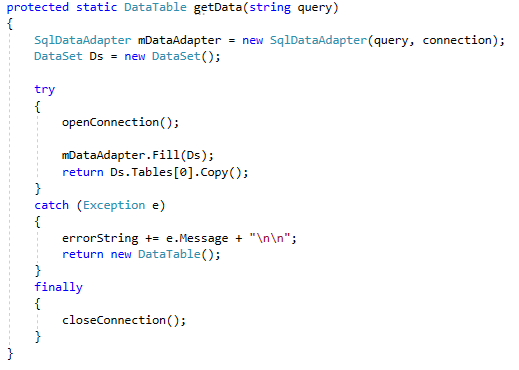 protected static DataTable getData(string query)
{
    SqlDataAdapter mDataAdapter = new SqlDataAdapter(query, connection);
    DataSet Ds = new DataSet();

    try
    {
        openConnection();

        mDataAdapter.Fill(Ds);
        return Ds.Tables[0].Copy();
    }
    catch (Exception e)
    {
        errorString += e.Message + "\n\n";
        return new DataTable();
    }
    finally
    {
        closeConnection();
    }
}